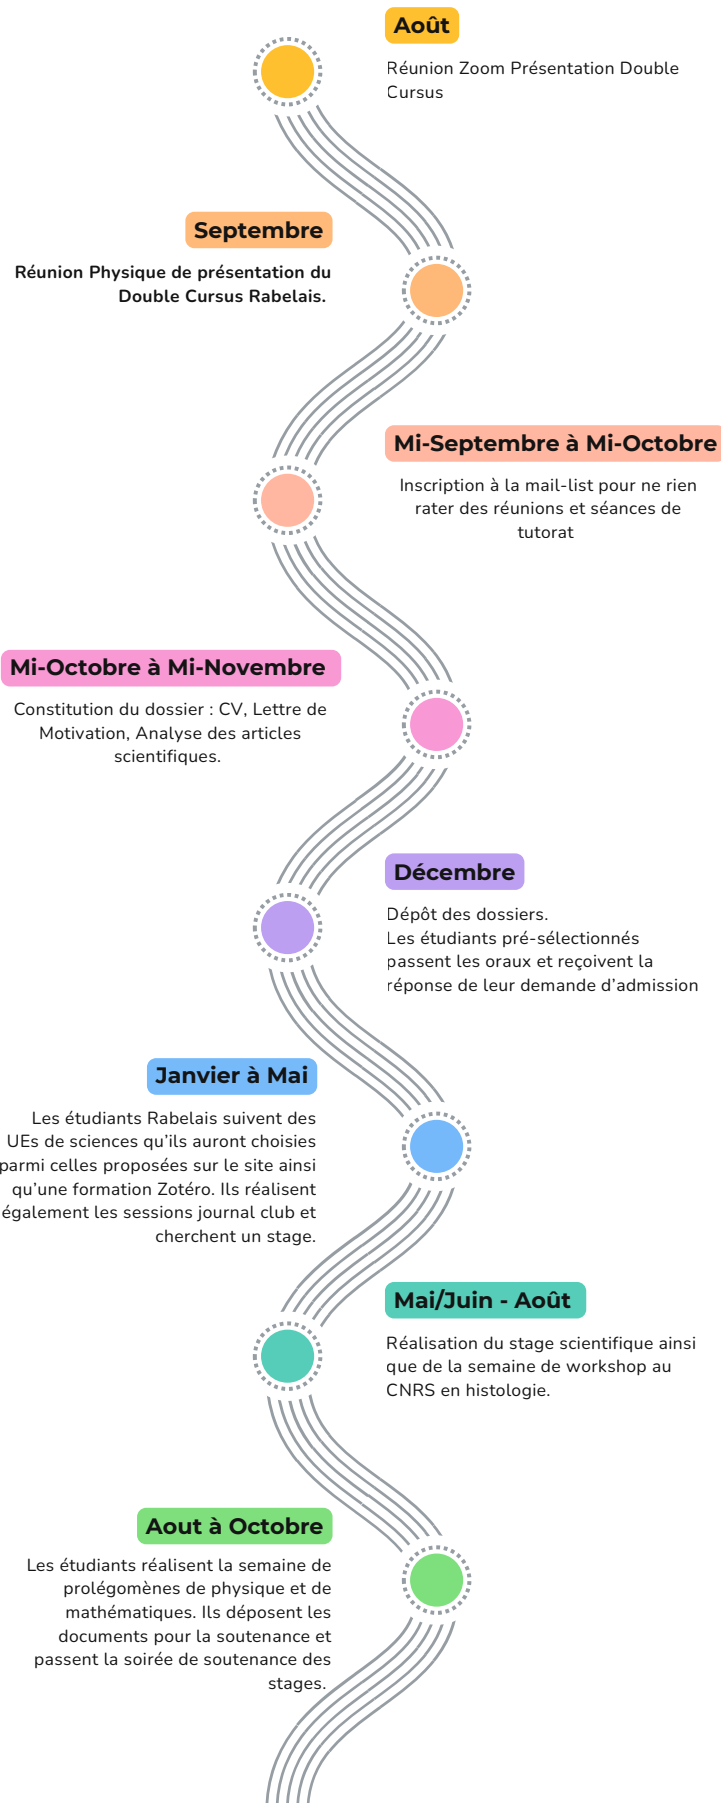 Août
Réunion Zoom Présentation Double
Cursus
Septembre
Réunion Physique de présentation du
Double Cursus Rabelais.
Mi-Septembre à Mi-Octobre
Inscription à la mail-list pour ne rien
rater des réunions et séances de
tutorat
Mi-Octobre à Mi-Novembre
Constitution du dossier : CV, Lettre de
Motivation, Analyse des articles
scientifiques.
Décembre
Dépôt des dossiers.
Les étudiants pré-sélectionnés
passent les oraux et reçoivent la
réponse de leur demande d’admission
Janvier à Mai
Les étudiants Rabelais suivent des
UEs de sciences qu’ils auront choisies
parmi celles proposées sur le site ainsi
qu’une formation Zotéro. Ils réalisent
également les sessions journal club et
cherchent un stage.
Mai/Juin - Août
Réalisation du stage scientifique ainsi
que de la semaine de workshop au
CNRS en histologie.
Aout à Octobre
Les étudiants réalisent la semaine de
prolégomènes de physique et de
mathématiques. Ils déposent les
documents pour la soutenance et
passent la soirée de soutenance des
stages.